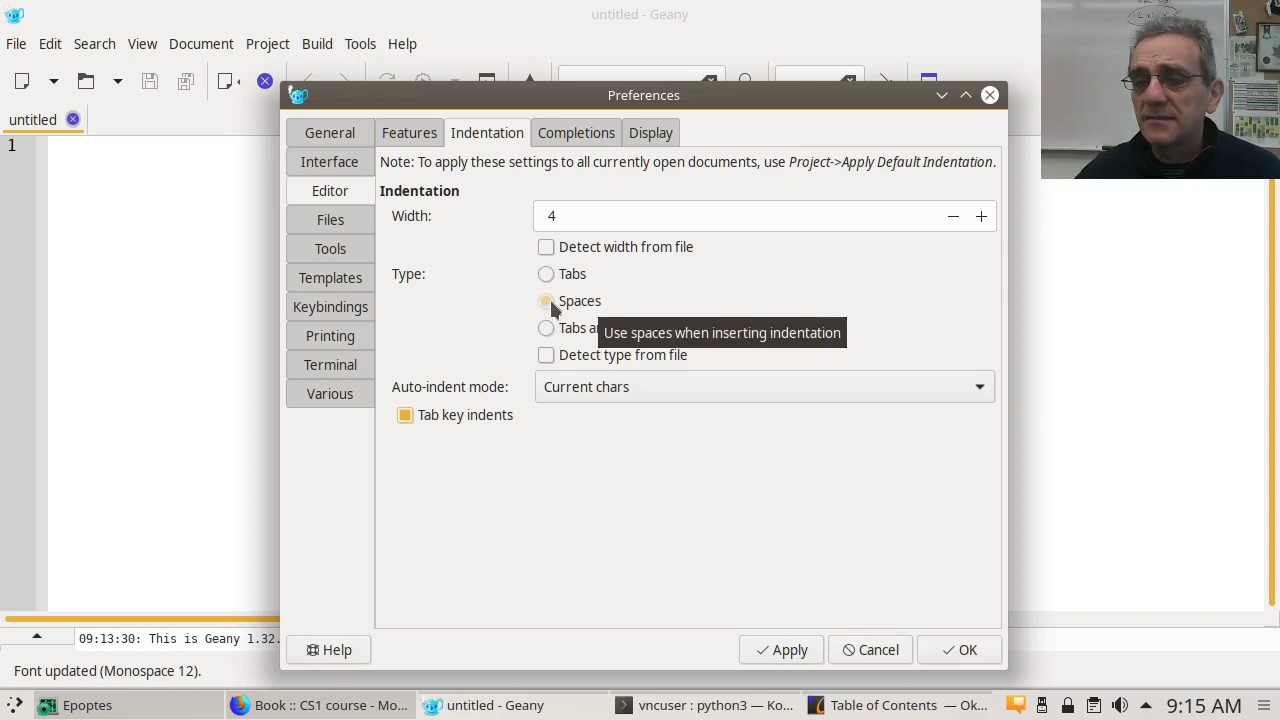 untitled - Geany
File Edit Search View Document Project Build Tools Help
Preferences
untitled
1
General
Interface
Editor
Files
Tools
Templates
Keybindings
Printing
Terminal
Various
Features Indentation Completions Display
Note: To apply these settings to all currently open documents, use Project->Apply Default Indentation.
Indentation
Width: 4
Detect width from file
Type: Tabs
Spaces
Tabs
Use spaces when inserting indentation
Detect type from file
Auto-indent mode: Current chars
Tab key indents
Help Apply Cancel OK
09:13:30: This is Geany 1.32.
Font updated (Monospace 12).
Epoptes Book :: CS1 course - Mo... untitled - Geany vncuser : python3 — Ko... Table of Contents — Ok... 9:15 AM